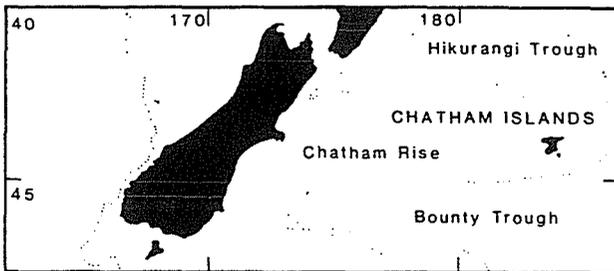 40
170
180
Hikurangi Trough
CHATHAM ISLANDS
Chatham Rise
45
Bounty Trough